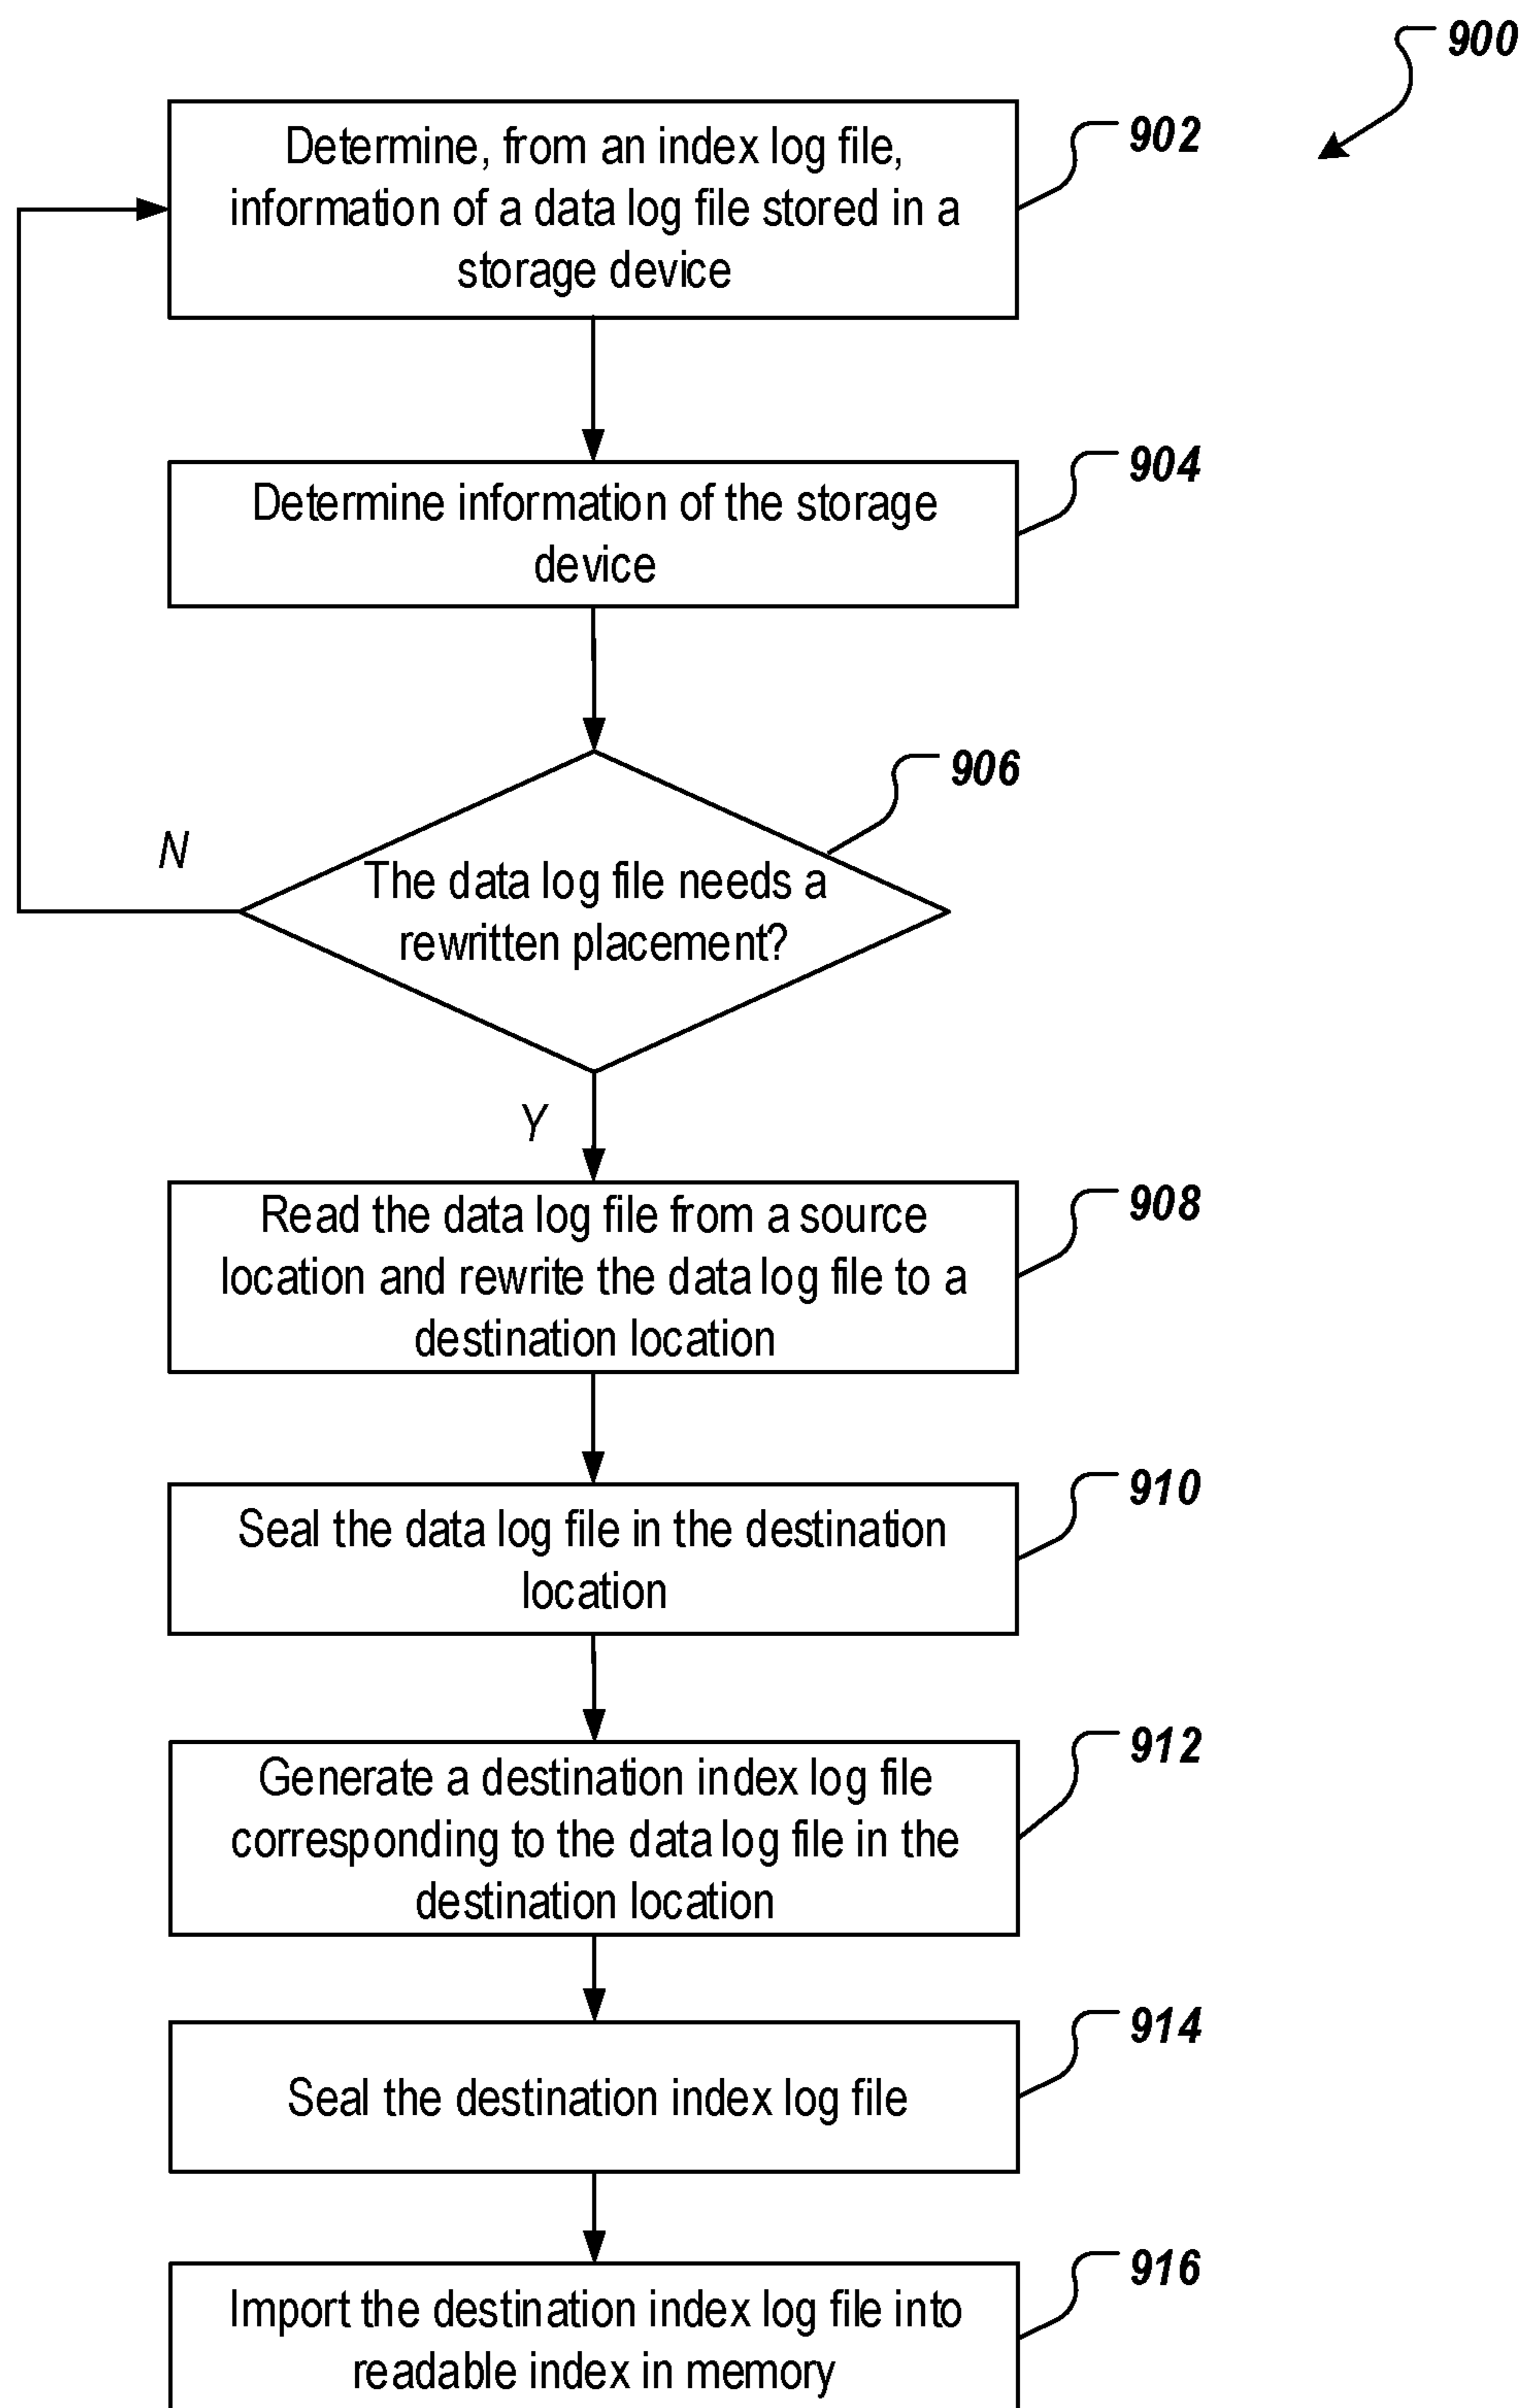 900
Determine, from an index log file,
information of a data log file stored in a
storage device
902
Determine information of the storage
device
904
The data log file needs a
rewritten placement?
906
N
Y
Read the data log file from a source
location and rewrite the data log file to a
destination location
908
Seal the data log file in the destination
location
910
Generate a destination index log file
corresponding to the data log file in the
destination location
912
Seal the destination index log file
914
Import the destination index log file into
readable index in memory
916